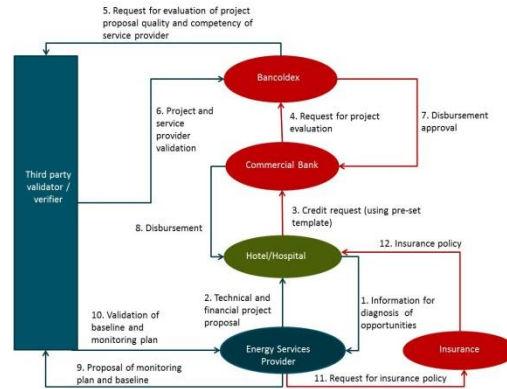 5. Request for evaluation of project
proposal quality and competency of
service provider
Bancoldex
6. Project and
service
provider
validation
4. Request for project
evaluation
7. Disbursement
approval
Third party
validator /
verifier
Commercial Bank
8. Disbursement
3. Credit request (using pre-set
template)
12. Insurance policy
Hotel/Hospital
2. Technical and
financial project
proposal
1. Information for
diagnosis of
opportunities
10. Validation of
baseline and
monitoring plan
Energy Services
Provider
Insurance
9. Proposal of monitoring
plan and baseline
11. Request for insurance policy